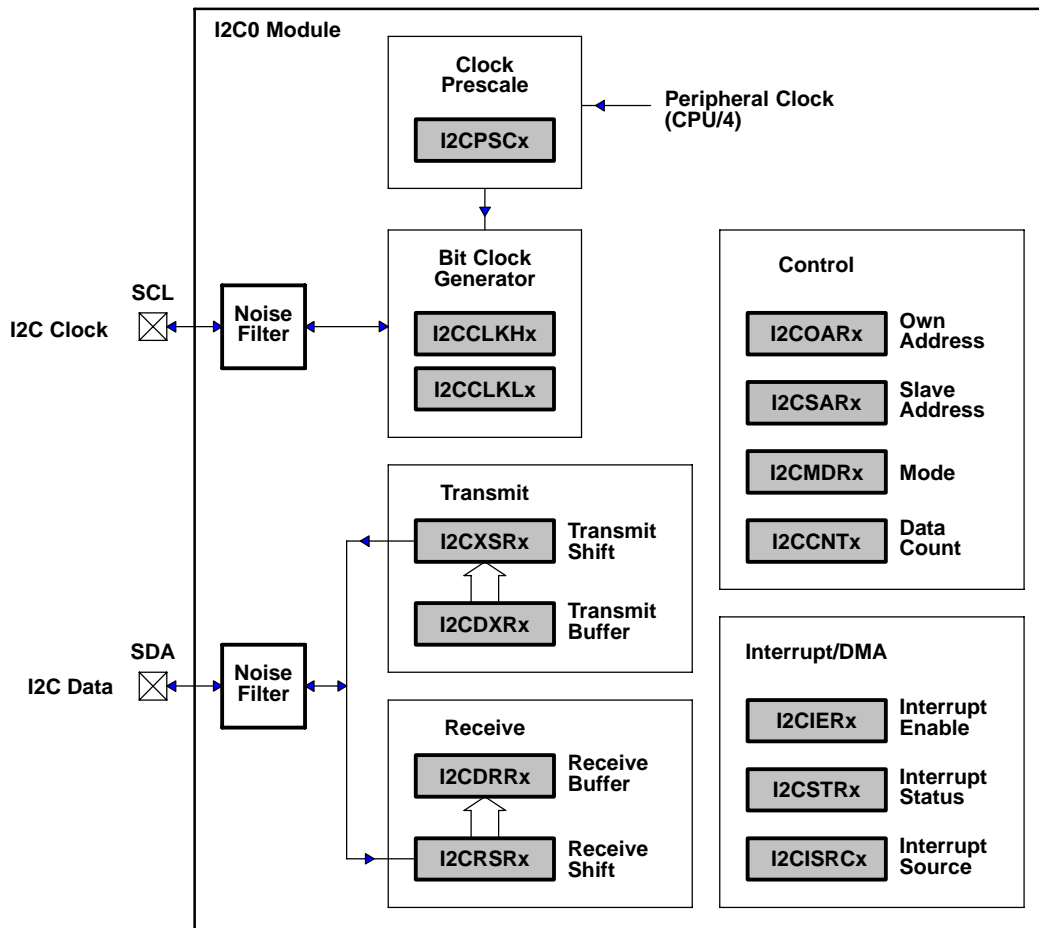 I2C0 Module
Clock
Prescale
I2CPSCx
Peripheral Clock
(CPU/4)
Bit Clock
Generator
I2CCLKHx
I2CCLKLx
SCL
I2C Clock
Noise
Filter
Control
I2COARx
Own
Address
I2CSARx
Slave
Address
I2CMDRx
Mode
I2CCNTx
Data
Count
Transmit
I2CXSRx
Transmit
Shift
I2CDXRx
Transmit
Buffer
SDA
I2C Data
Noise
Filter
Receive
I2CDRRx
Receive
Buffer
I2CRSRx
Receive
Shift
Interrupt/DMA
I2CIERx
Interrupt
Enable
I2CSTRx
Interrupt
Status
I2CISRCx
Interrupt
Source